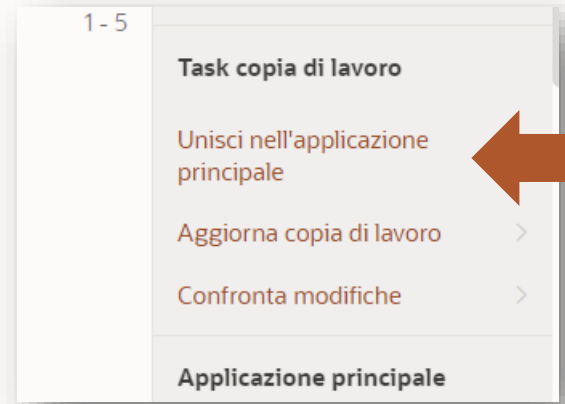 1 - 5
Task copia di lavoro
Unisci nell'applicazione
principale
Aggiorna copia di lavoro
Confronta modifiche
Applicazione principale